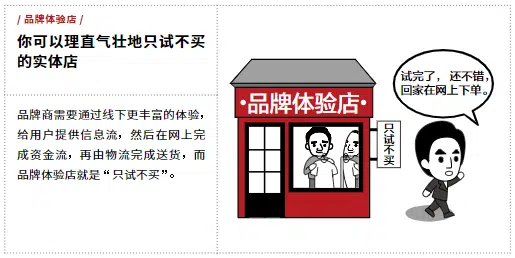 / 品牌体验店 /
你可以理直气壮地只试不买
的实体店
品牌商需要通过线下更丰富的体验，
给用户提供信息流，然后在网上完
成资金流，再由物流完成送货，而
品牌体验店就是“只试不买”。
·品牌体验店·
只试不买
试完了，还不错，
回家在网上下单。